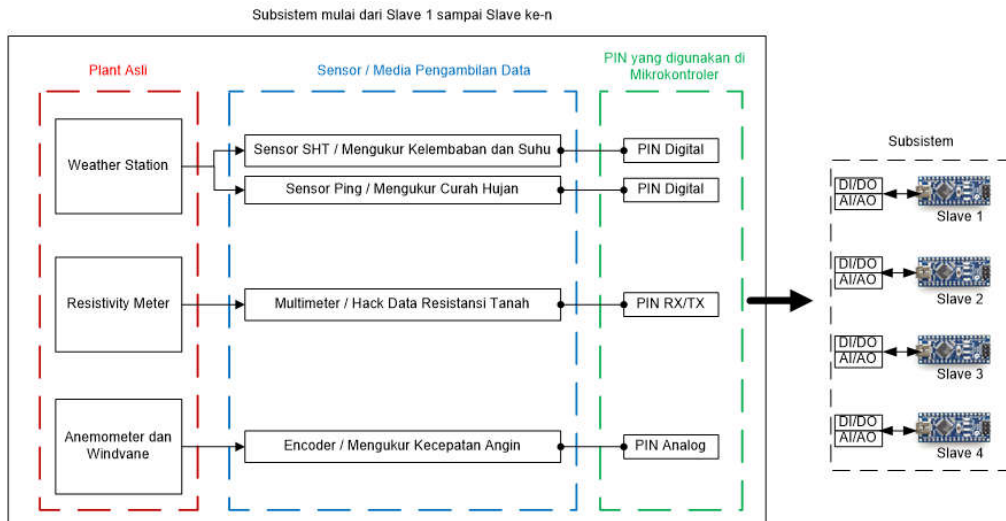 Subsistem mulai dari Slave 1 sampai Slave ke-n
Plant Asli
Sensor / Media Pengambilan Data
PIN yang digunakan di
Mikrokontroler
Weather Station
Sensor SHT / Mengukur Kelembaban dan Suhu
PIN Digital
Sensor Ping / Mengukur Curah Hujan
PIN Digital
Resistivity Meter
Multimeter / Hack Data Resistansi Tanah
PIN RX/TX
Anemometer dan
Windvane
Encoder / Mengukur Kecepatan Angin
PIN Analog
Subsistem
DI/DO
AI/AO
Slave 1
DI/DO
AI/AO
Slave 2
DI/DO
AI/AO
Slave 3
DI/DO
AI/AO
Slave 4